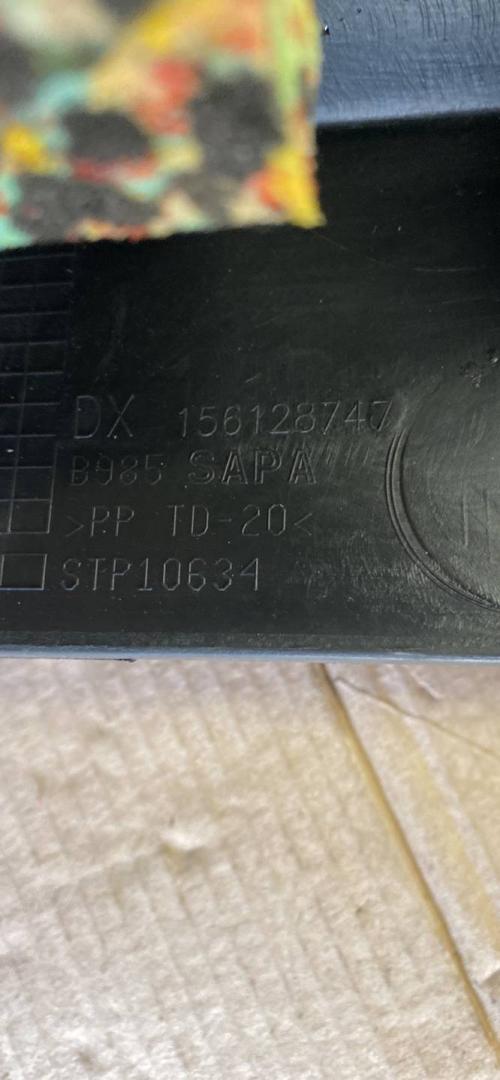 DX 156128747
B985 SAPA
>PP TD-20<
STP10634